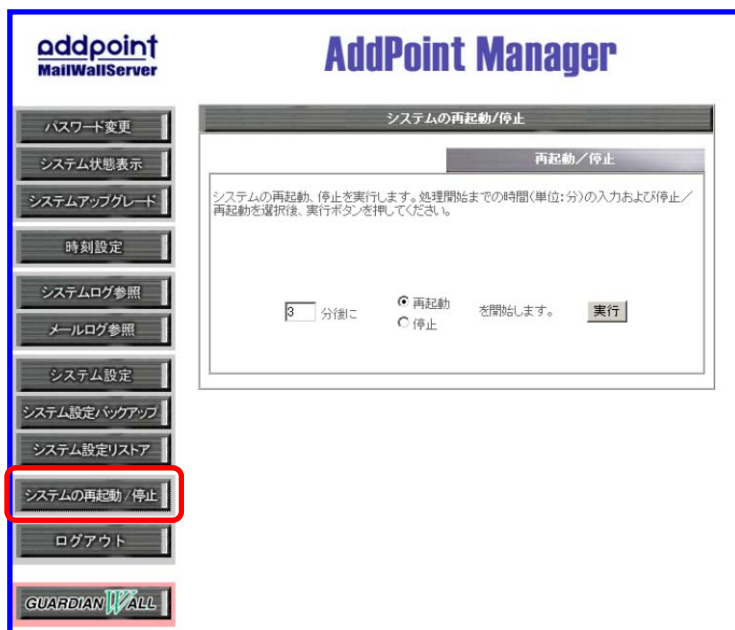 addpoint
MailWallServer
AddPoint Manager
パスワード変更
システム状態表示
システムアップグレード
時刻設定
システムログ参照
メールログ参照
システム設定
システム設定バックアップ
システム設定リストア
システムの再起動/停止
ログアウト
GUARDIAN WALL
システムの再起動/停止
再起動／停止
システムの再起動、停止を実行します。処理開始までの時間(単位:分)の入力および停止／
再起動を選択後、実行ボタンを押してください。
3 分後に 再起動 を開始します。 実行
停止